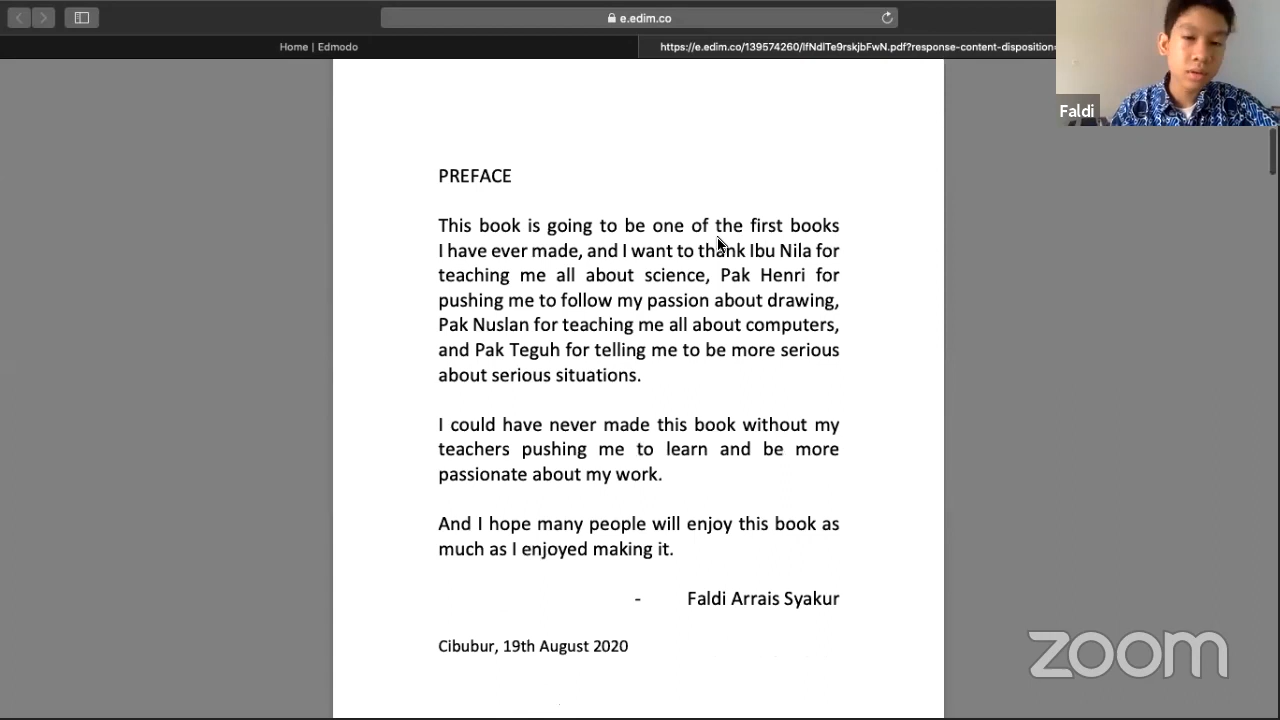 e.edim.co
Home | Edmodo
https://e.edim.co/139574260/lfNdlTe9rskjbFwN.pdf?response-content-disposition=
Faldi
PREFACE
This book is going to be one of the first books
I have ever made, and I want to thank Ibu Nila for
teaching me all about science, Pak Henri for
pushing me to follow my passion about drawing,
Pak Nuslan for teaching me all about computers,
and Pak Teguh for telling me to be more serious
about serious situations.
I could have never made this book without my
teachers pushing me to learn and be more
passionate about my work.
And I hope many people will enjoy this book as
much as I enjoyed making it.
- Faldi Arrais Syakur
Cibubur, 19th August 2020
zoom